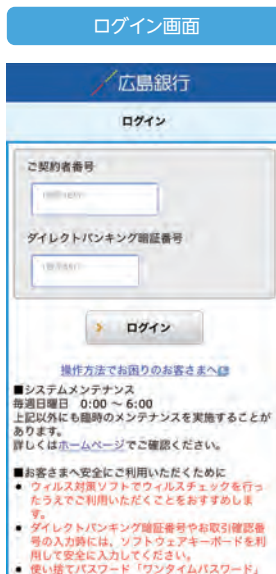 ログイン画面
広島銀行
ログイン
ご契約者番号
ダイレクトバンキング暗証番号
ログイン
操作方法でお困りのお客さまへ
■システムメンテナンス
毎週日曜日 0:00 ~ 6:00
上記以外にも臨時のメンテナンスを実施することが
あります。
詳しくはホームページでご確認ください。
■お客さまへ安全にご利用いただくために
• ウィルス対策ソフトでウィルスチェックを行っ
たうえでご利用いただくことをおすすめしま
す。
• ダイレクトバンキング暗証番号やお取引確認番
号の入力時には、ソフトウェアキーボードを利
用して安全に入力してください。
• 使い捨てパスワード「ワンタイムパスワード」